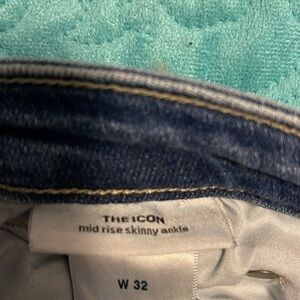 THE ICON
mid rise skinny ankle
W 32